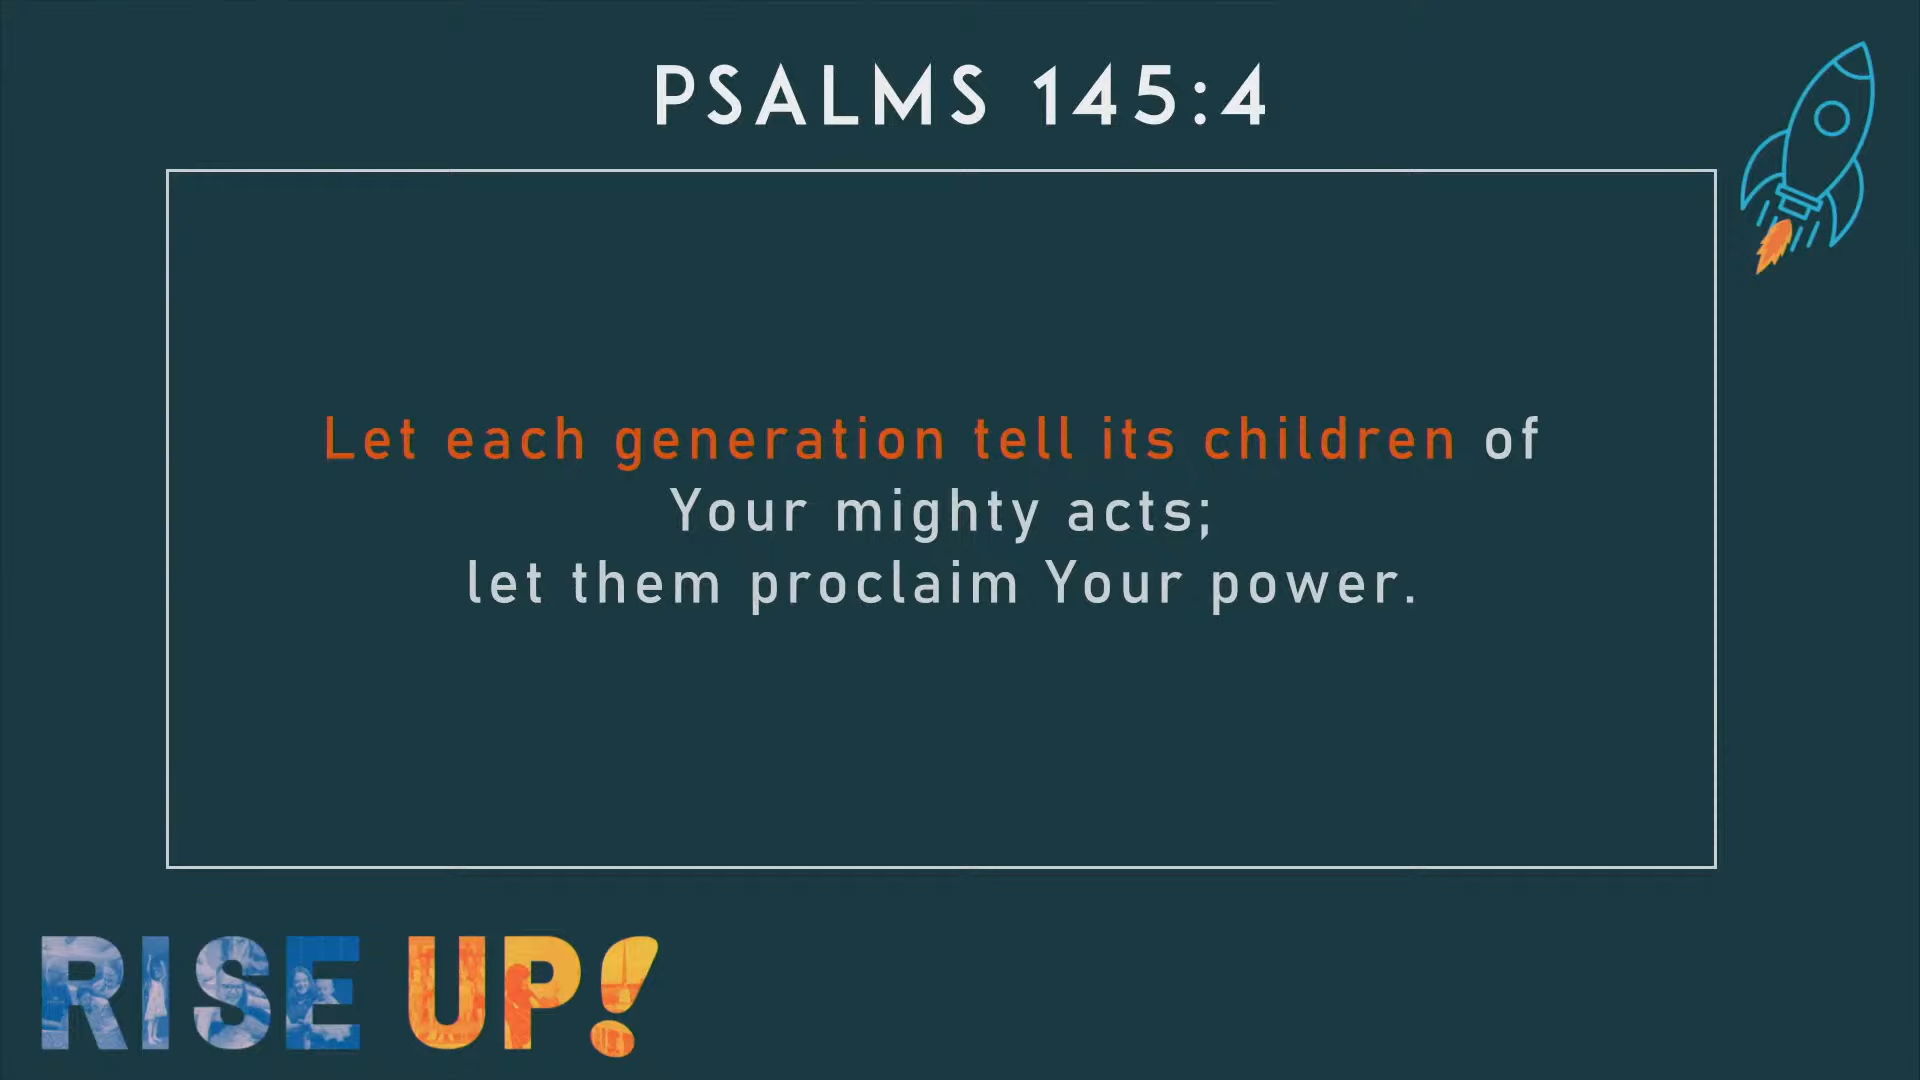 PSALMS 145:4
Let each generation tell its children of
Your mighty acts;
let them proclaim Your power.
RISE UP!